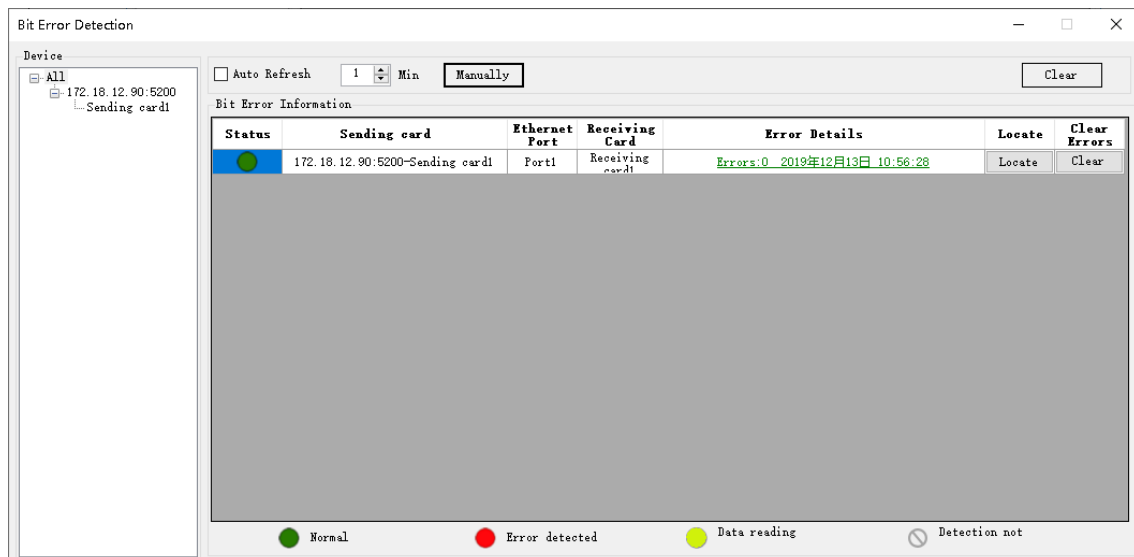 Bit Error Detection
Device
All
172.18.12.90:5200
Sending card1
Auto Refresh 1 Min Manually Clear
Bit Error Information
Status Sending card Ethernet Port Receiving Card Error Details Locate Clear Errors
172.18.12.90:5200-Sending card1 Port1 Receiving card1 Errors:0 2019年12月13日 10:56:28 Locate Clear
Normal Error detected Data reading Detection not